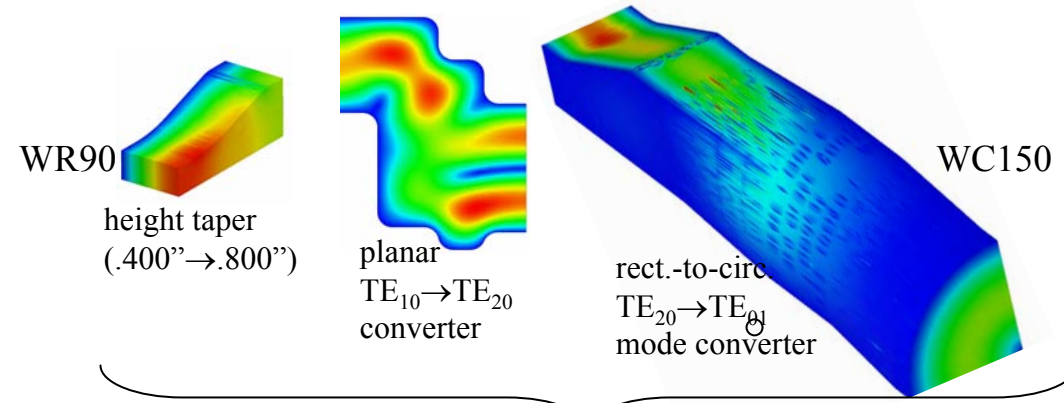 WR90
height taper
(.400”→.800”)
planar
TE10→TE20
converter
rect.-to-circ.
TE20→TE01
mode converter
WC150